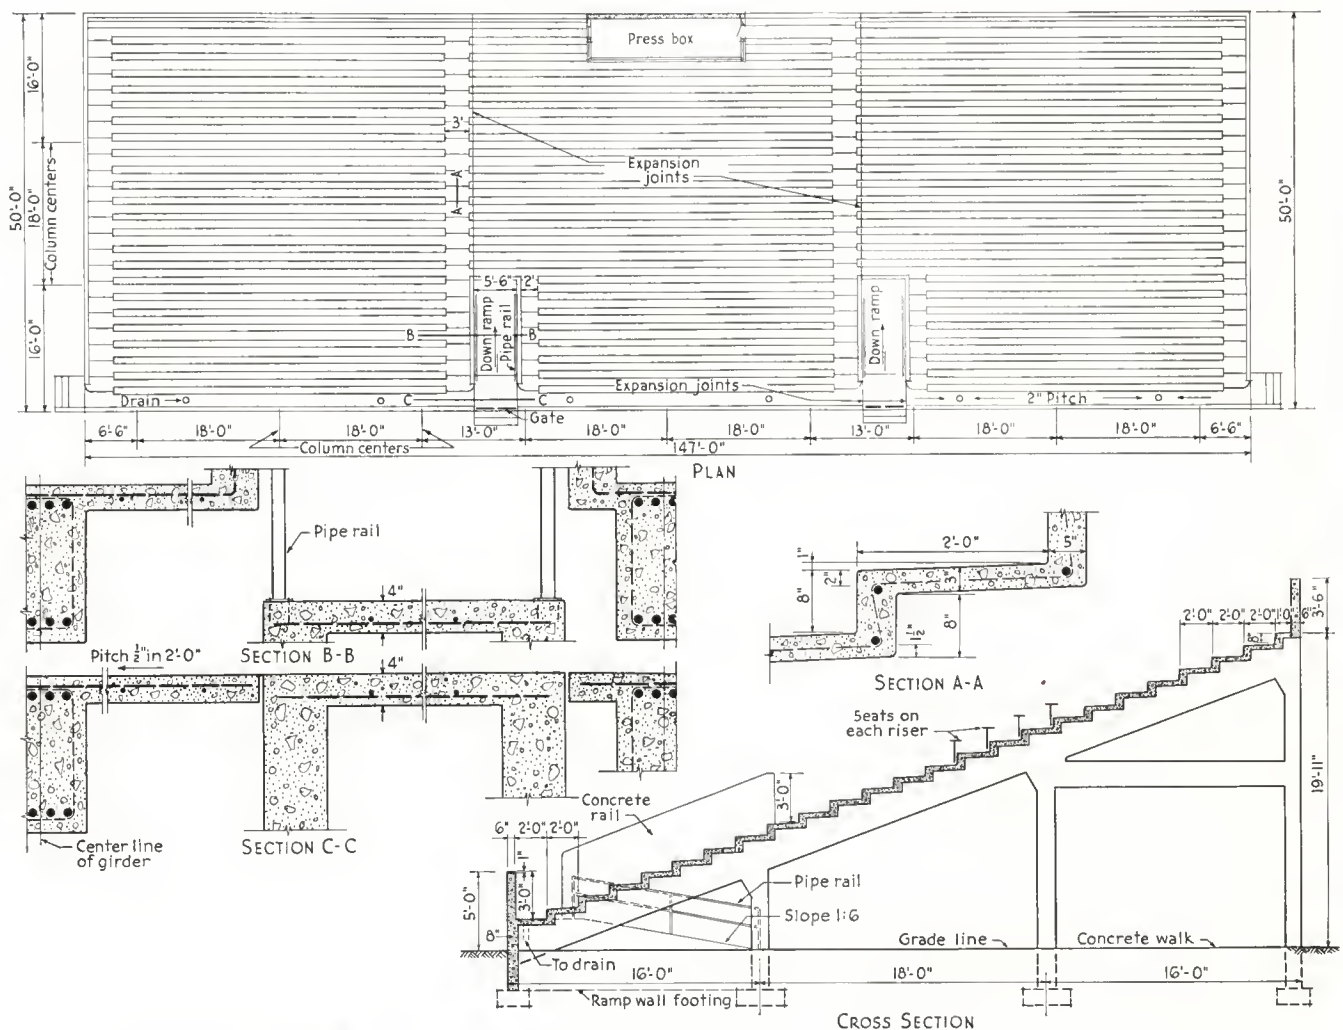 Press box
50'-0"
16'-0"
Column centers
18'-0"
16'-0"
50'-0"
3'
Expansion
joints
A
A
5'-6"
2'
B
B
Down ramp
Pipe rail
Down ramp
Expansion joints
Drain
C
C
2" Pitch
Gate
6'-6"
18'-0"
18'-0"
13'-0"
18'-0"
18'-0"
13'-0"
18'-0"
18'-0"
6'-6"
Column centers
147'-0"
PLAN
Pipe rail
4"
SECTION B-B
Pitch ½" in 2'-0"
4"
Center line
of girder
SECTION C-C
2'-0"
5"
1"
2"
3"
8"
8"
1½"
SECTION A-A
2'-0"
2'-0"
2'-0"
1'-0"
6"
3'-6"
8"
Seats on
each riser
19'-11"
3'-0"
Concrete
rail
6"
2'-0"
2'-0"
1"
3'-0"
5'-0"
8"
Pipe rail
Slope 1:6
Grade line
Concrete walk
To drain
16'-0"
18'-0"
16'-0"
Ramp wall footing
CROSS SECTION